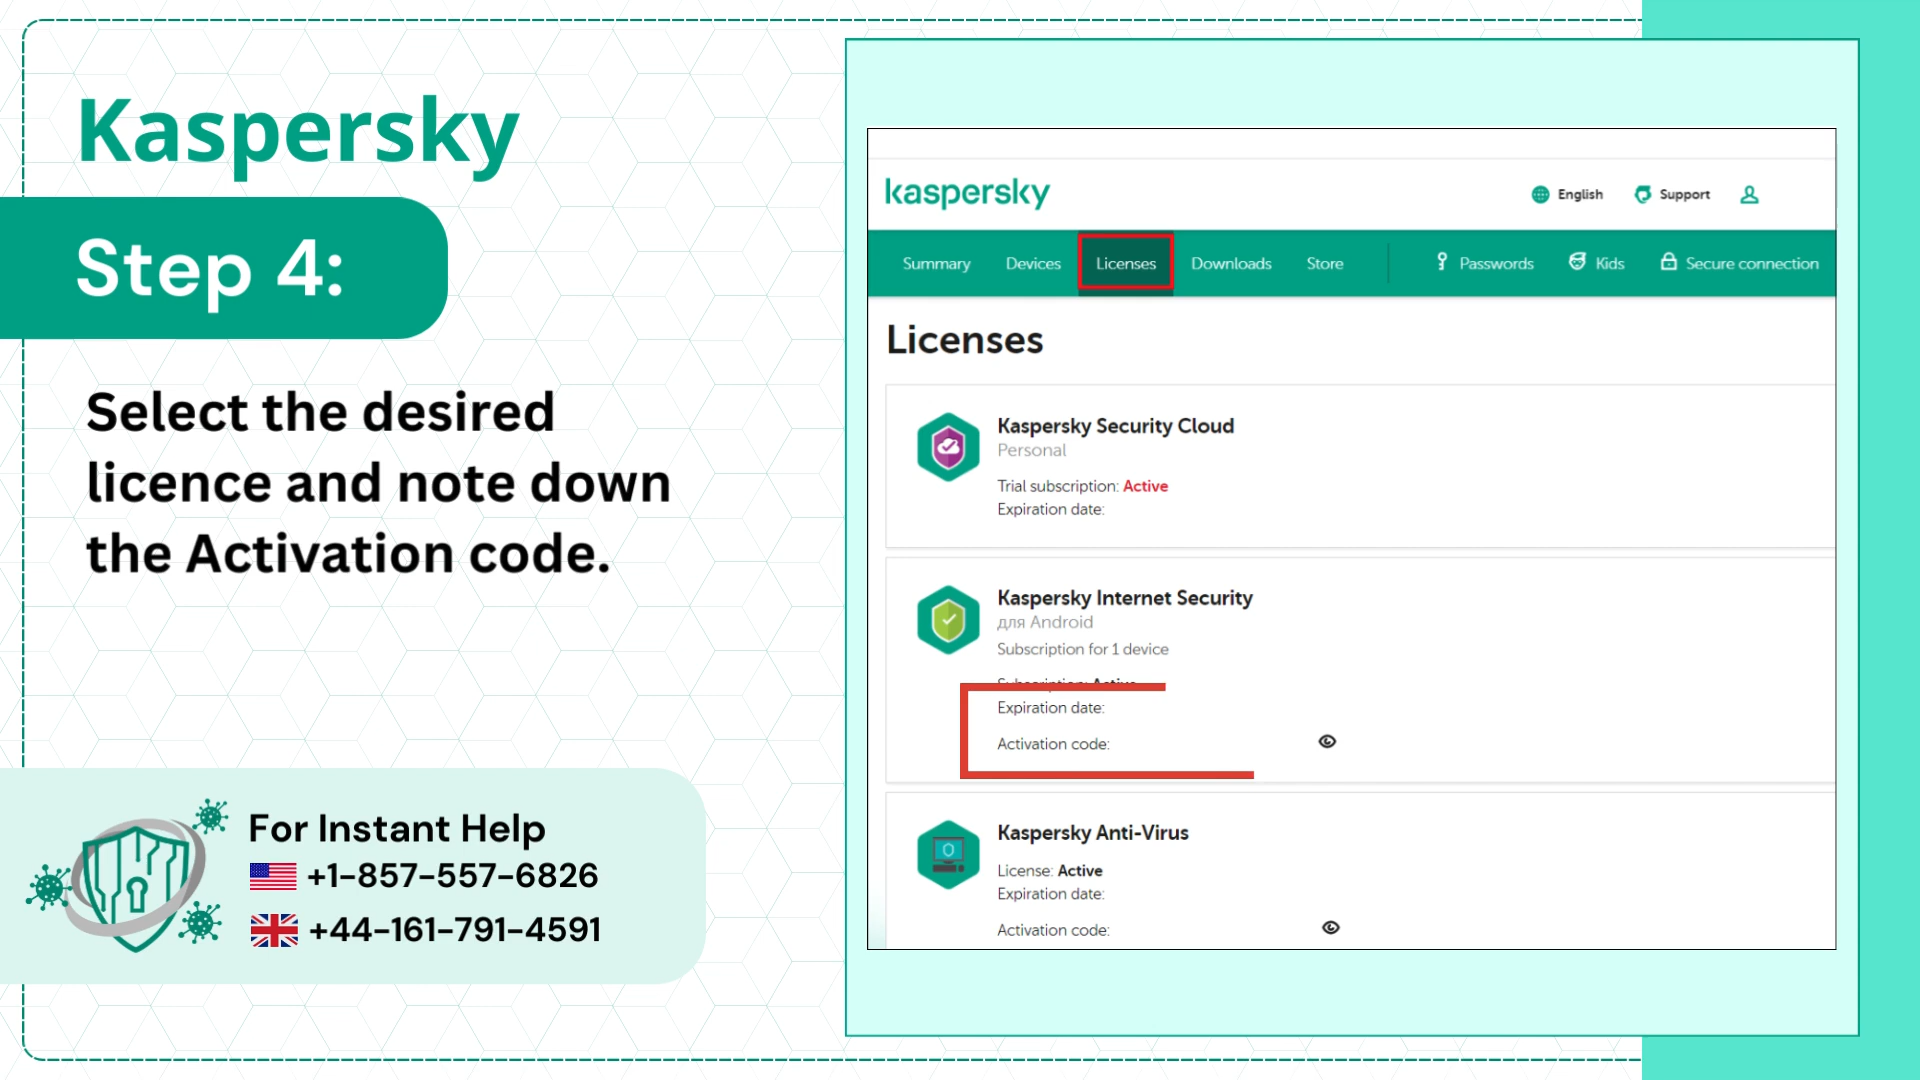 Kaspersky
Step 4:
Select the desired
licence and note down
the Activation code.
For Instant Help
+1-857-557-6826
+44-161-791-4591
kaspersky
English Support
Summary Devices Licenses Downloads Store Passwords Kids Secure connection
Licenses
Kaspersky Security Cloud
Personal
Trial subscription: Active
Expiration date:
Kaspersky Internet Security
для Android
Subscription for 1 device
Subscription: Active
Expiration date:
Activation code:
Kaspersky Anti-Virus
License: Active
Expiration date:
Activation code: